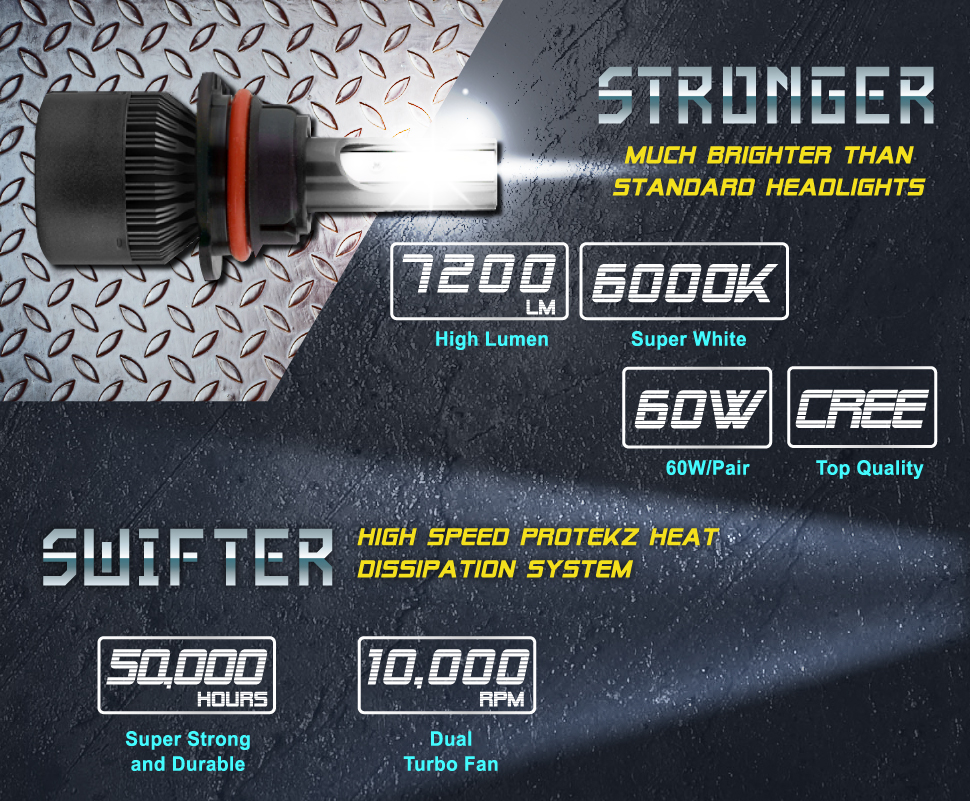 STRONGER
MUCH BRIGHTER THAN
STANDARD HEADLIGHTS
7200
LM
High Lumen
6000K
Super White
60W
60W/Pair
CREE
Top Quality
SWIFTER
HIGH SPEED PROTEKZ HEAT
DISSIPATION SYSTEM
50,000
HOURS
Super Strong
and Durable
10,000
RPM
Dual
Turbo Fan